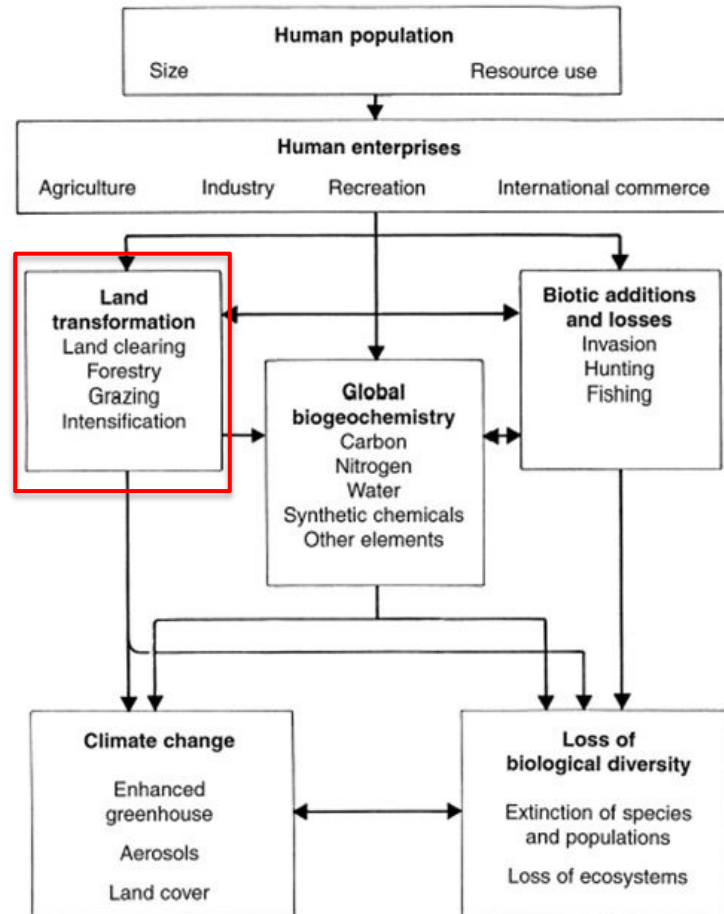 Human population
Size Resource use
Human enterprises
Agriculture Industry Recreation International commerce
Land
transformation
Land clearing
Forestry
Grazing
Intensification
Biotic additions
and losses
Invasion
Hunting
Fishing
Global
biogeochemistry
Carbon
Nitrogen
Water
Synthetic chemicals
Other elements
Climate change
Enhanced
greenhouse
Aerosols
Land cover
Loss of
biological diversity
Extinction of species
and populations
Loss of ecosystems